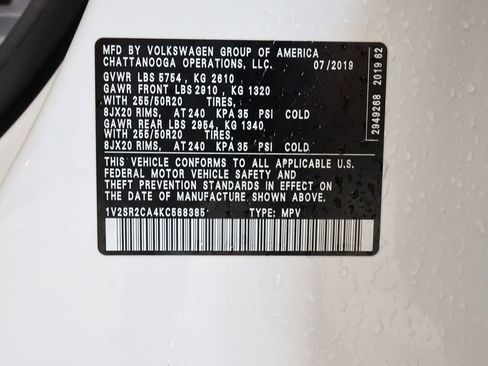 MFD BY VOLKSWAGEN GROUP OF AMERICA
CHATTANOOGA OPERATIONS, LLC. 07/2019
GVWR LBS 5754 , KG 2610
GAWR FRONT LBS 2910 , KG 1320
WITH 255/50R20 TIRES,
8JX20 RIMS, AT 240 KPA 35 PSI COLD
GAWR REAR LBS 2954, KG 1340
WITH 255/50R20 TIRES,
8JX20 RIMS, AT 240 KPA 35 PSI COLD
THIS VEHICLE CONFORMS TO ALL APPLICABLE U.S.
FEDERAL MOTOR VEHICLE SAFETY AND
THEFT PREVENTION STANDARDS IN EFFECT ON
THE DATE OF MANUFACTURE SHOWN ABOVE.
1V2SR2CA4KC588385 TYPE: MPV
2949268 2019 62